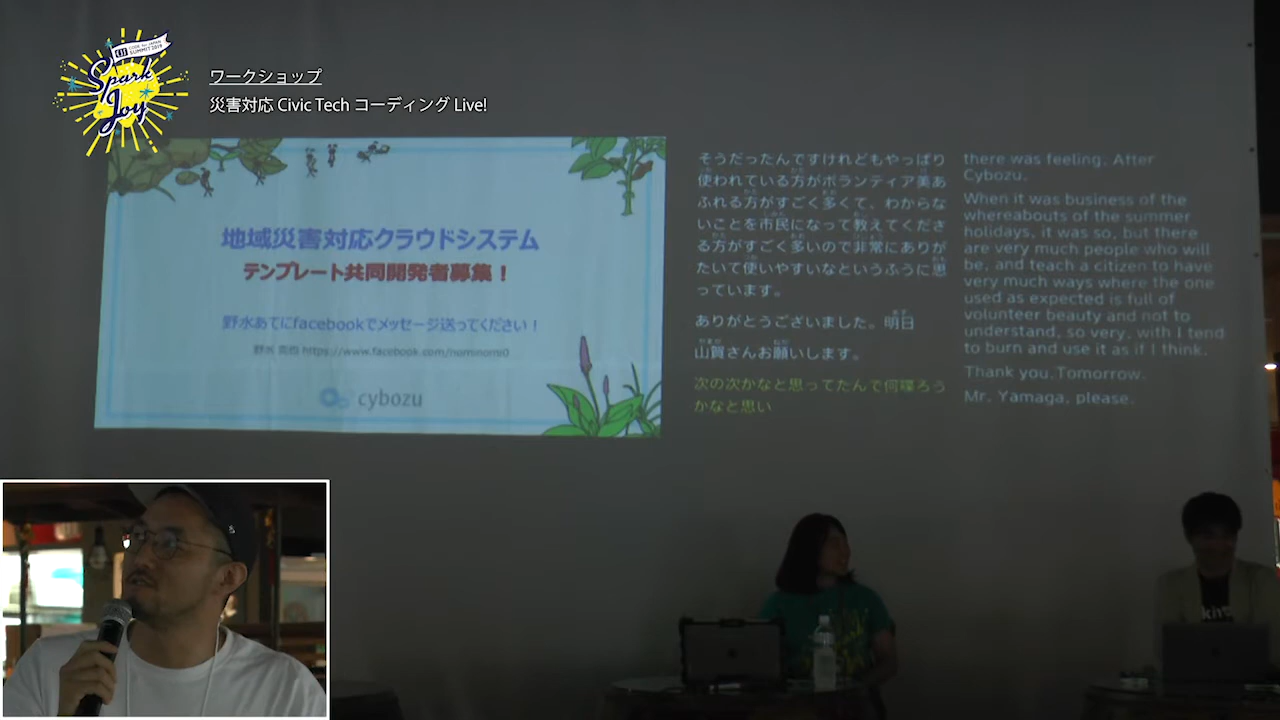 CODE for JAPAN
SUMMIT 2019
Spark
Joy
ワークショップ
災害対応 Civic Tech コーディング Live!
地域災害対応クラウドシステム
テンプレート共同開発者募集！
野水あてにfacebookでメッセージ送ってください！
https://www.facebook.com/nominomi0
cybozu
そうだったんですけれどもやっぱり
使われている方がボランティア美あ
ふれる方がすごく多くて、わからな
いことを市民になって教えてくださ
る方がすごく多いので非常にありが
たいて使いやすいなというふうに思
っています。
ありがとうございました。明日
山賀さんお願いします。
次の次かなと思ってたんで何喋ろう
かなと思い
there was feeling. After
Cybozu.
When it was business of the
whereabouts of the summer
holidays, it was so, but there
are very much people who will
be, and teach a citizen to have
very much ways where the one
used as expected is full of
volunteer beauty and not to
understand, so very, with I tend
to burn and use it as if I think.
Thank you.Tomorrow.
Mr. Yamaga, please.